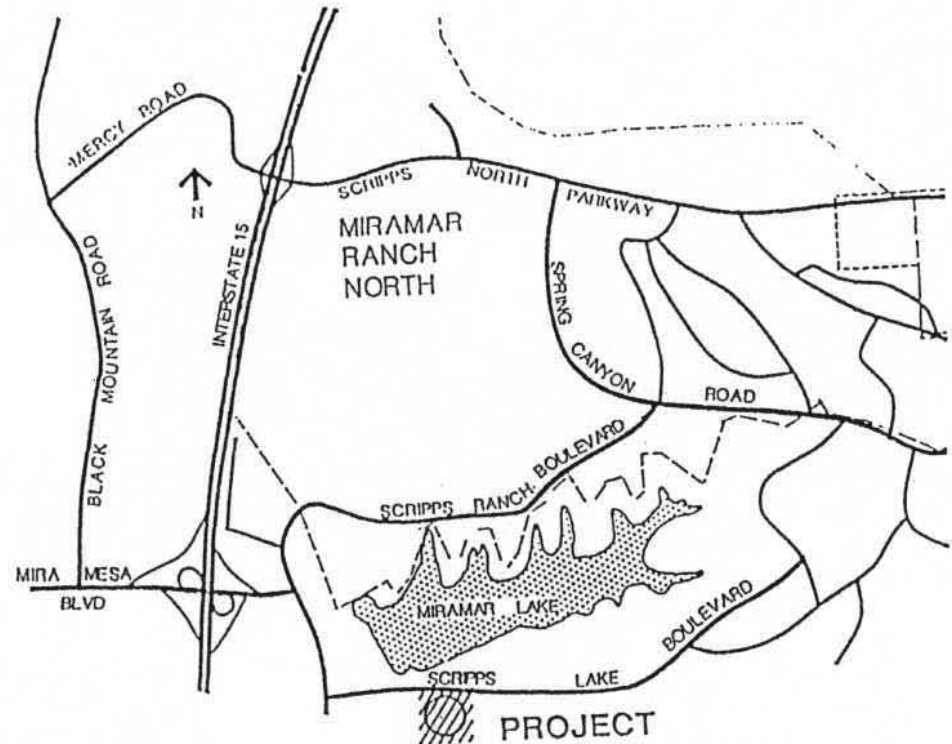 MERCY ROAD
N
SCRIPPS NORTH PARKWAY
MIRAMAR
RANCH
NORTH
INTERSTATE 15
BLACK MOUNTAIN ROAD
SPRING CANYON ROAD
SCRIPPS RANCH BOULEVARD
MIRA MESA
BLVD
MIRAMAR LAKE
SCRIPPS LAKE BOULEVARD
PROJECT